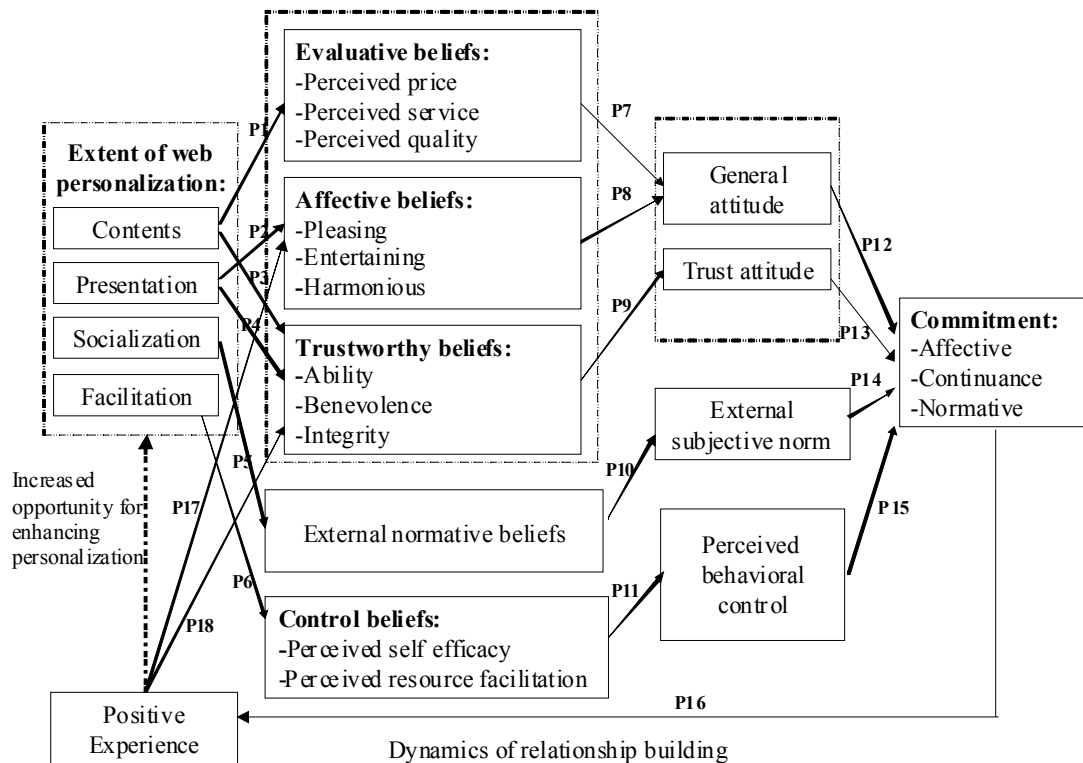 Extent of web
personalization:
Contents
Presentation
Socialization
Facilitation
Increased
opportunity for
enhancing
personalization
Positive
Experience
P1
P2
P3
P4
P5
P17
P6
P18
Evaluative beliefs:
-Perceived price
-Perceived service
-Perceived quality
Affective beliefs:
-Pleasing
-Entertaining
-Harmonious
Trustworthy beliefs:
-Ability
-Benevolence
-Integrity
External normative beliefs
Control beliefs:
-Perceived self efficacy
-Perceived resource facilitation
P7
P8
P9
P10
P11
General
attitude
Trust attitude
External
subjective norm
Perceived
behavioral
control
P12
P13
P14
P15
Commitment:
-Affective
-Continuance
-Normative
P16
Dynamics of relationship building